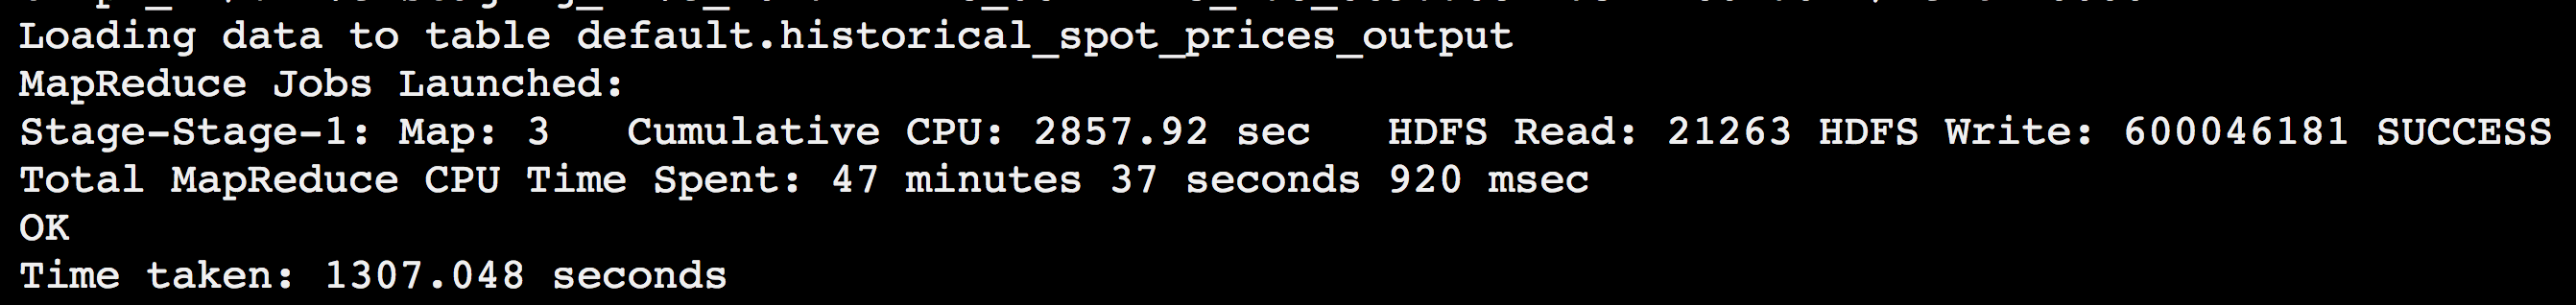 Loading data to table default.historical_spot_prices_output
MapReduce Jobs Launched:
Stage-Stage-1: Map: 3   Cumulative CPU: 2857.92 sec   HDFS Read: 21263 HDFS Write: 600046181 SUCCESS
Total MapReduce CPU Time Spent: 47 minutes 37 seconds 920 msec
OK
Time taken: 1307.048 seconds